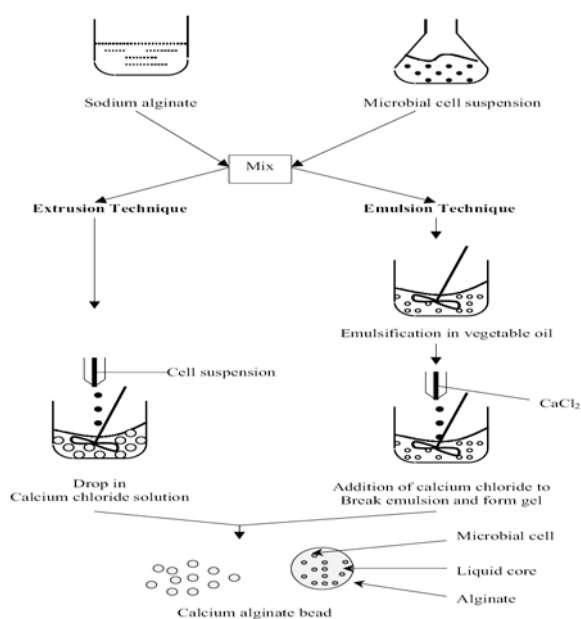 Sodium alginate
Microbial cell suspension
Mix
Extrusion Technique
Emulsion Technique
Emulsification in vegetable oil
Cell suspension
CaCl₂
Drop in
Calcium chloride solution
Addition of calcium chloride to
Break emulsion and form gel
Microbial cell
Liquid core
Alginate
Calcium alginate bead